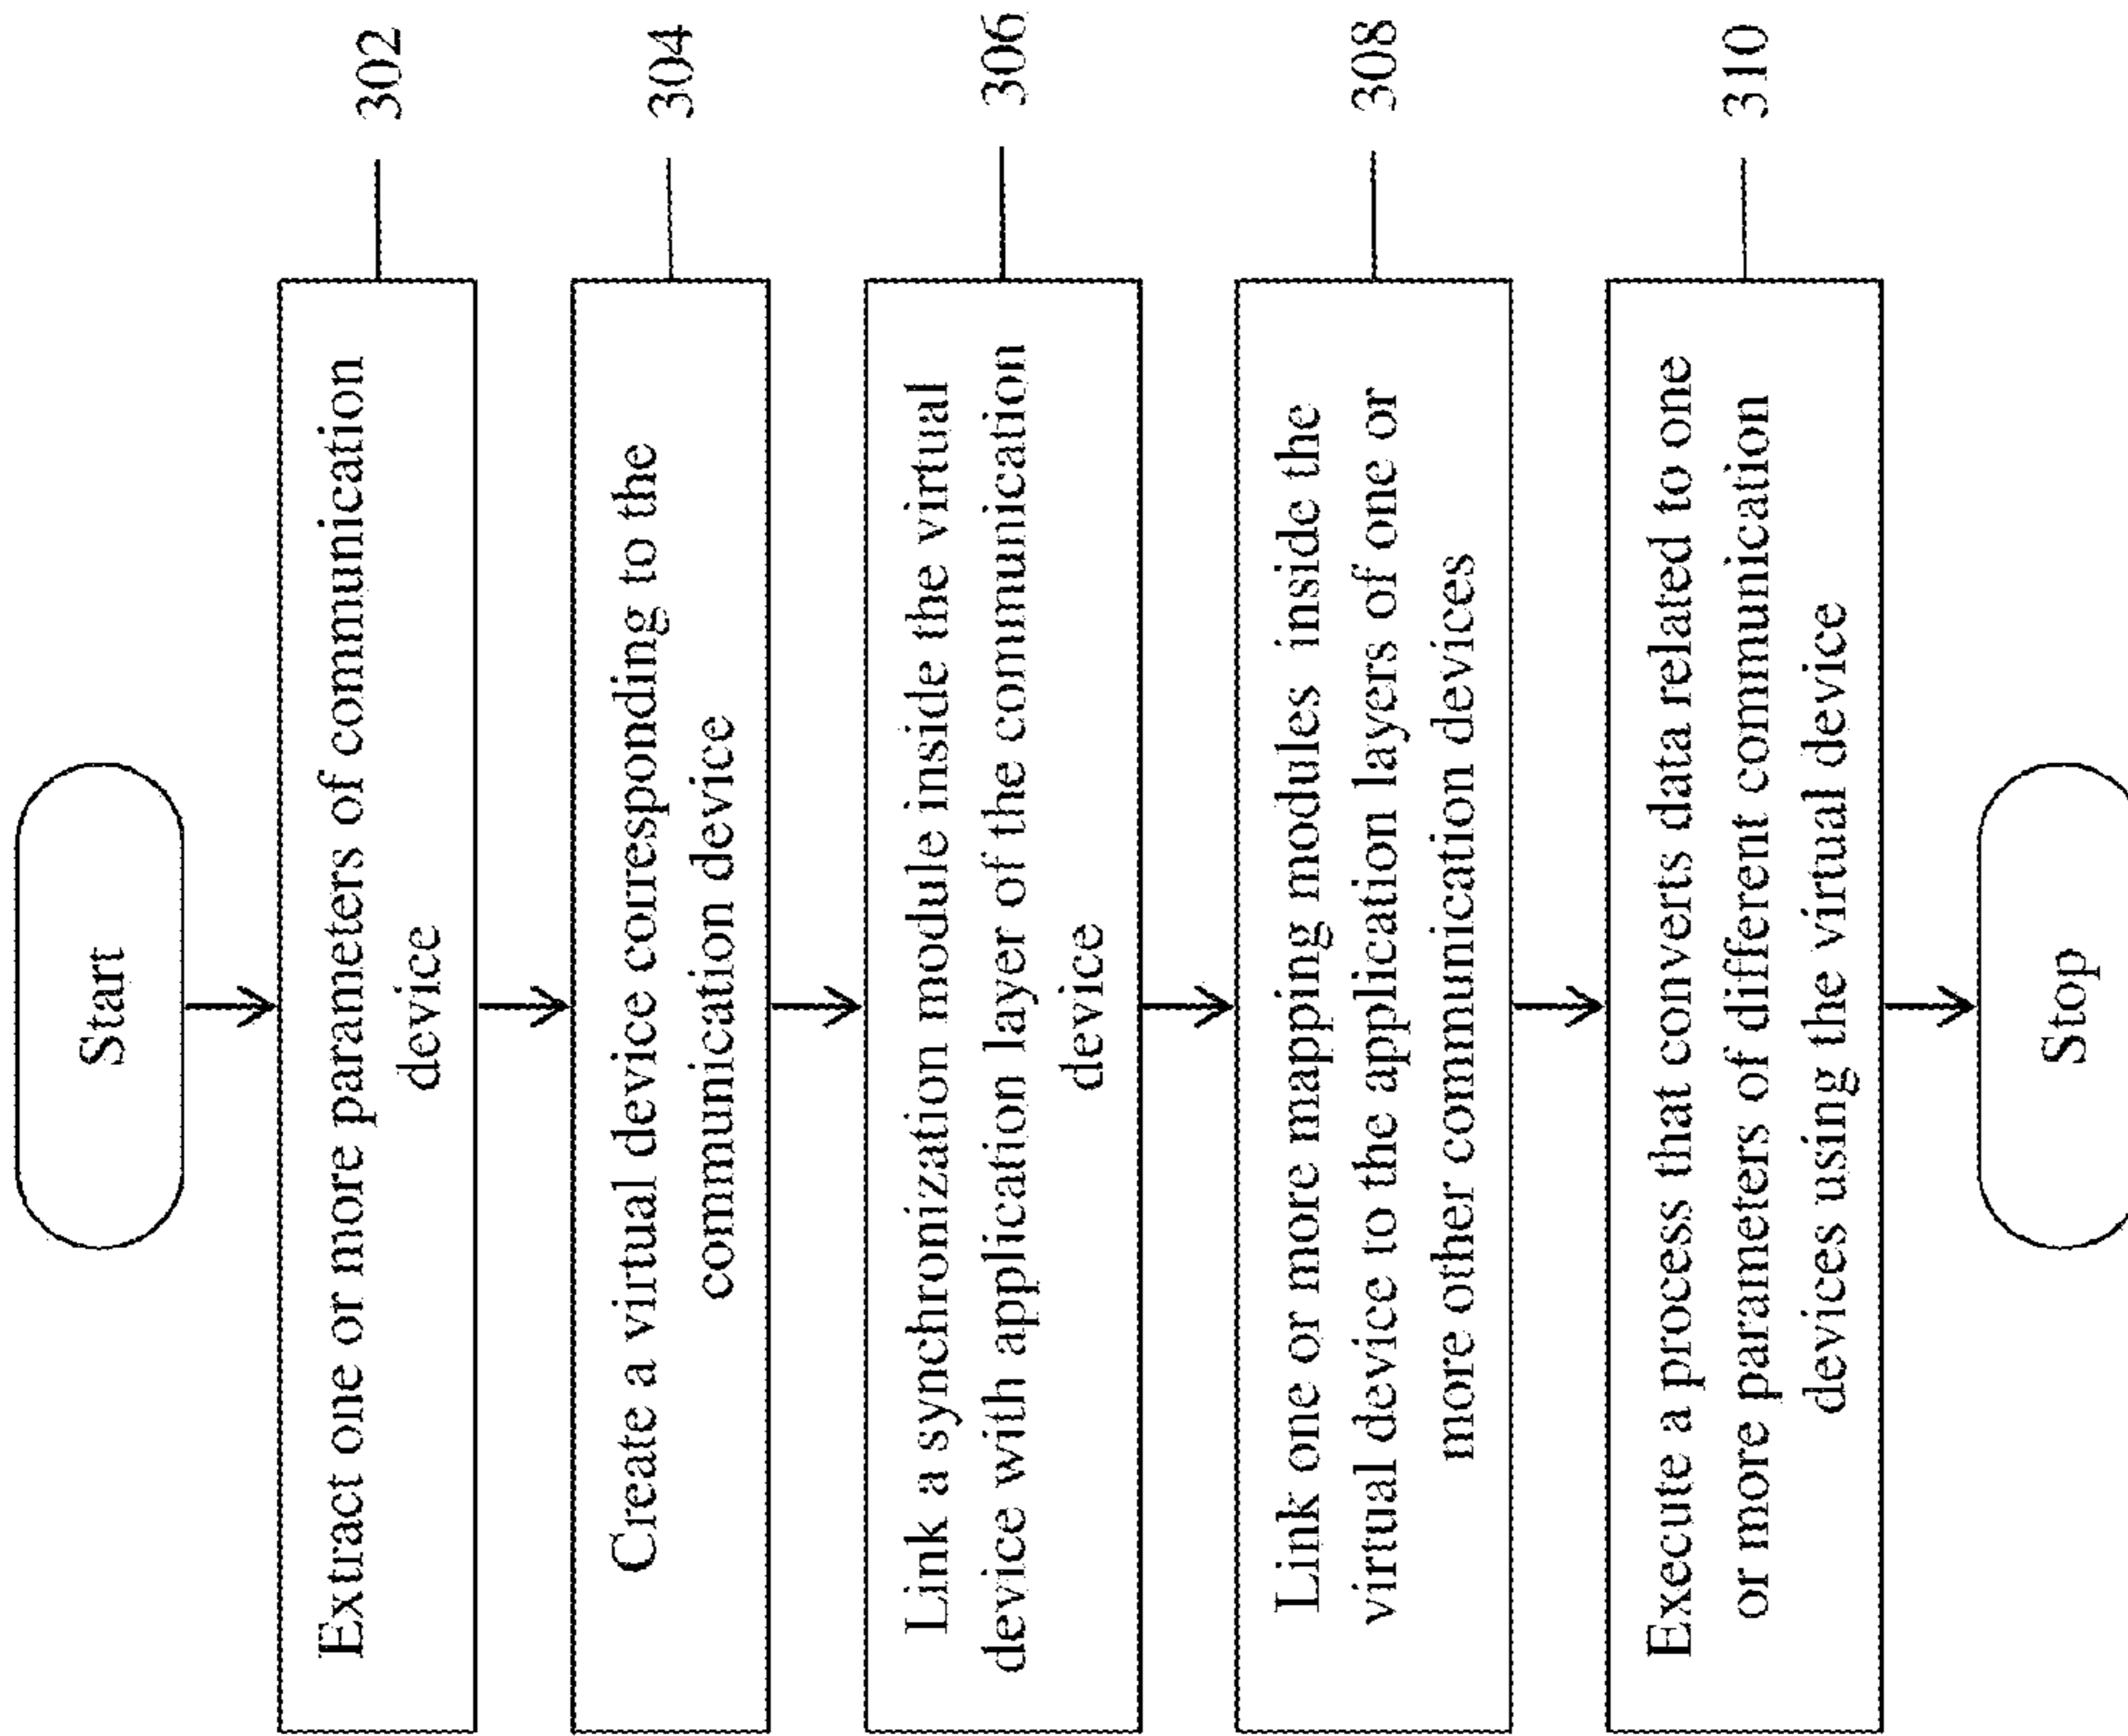 Start
Extract one or more parameters of communication
device
302
Create a virtual device corresponding to the
communication device
304
Link a synchronization module inside the virtual
device with application layer of the communication
device
306
Link one or more mapping modules inside the
virtual device to the application layers of one or
more other communication devices
308
Execute a process that converts data related to one
or more parameters of different communication
devices using the virtual device
310
Stop